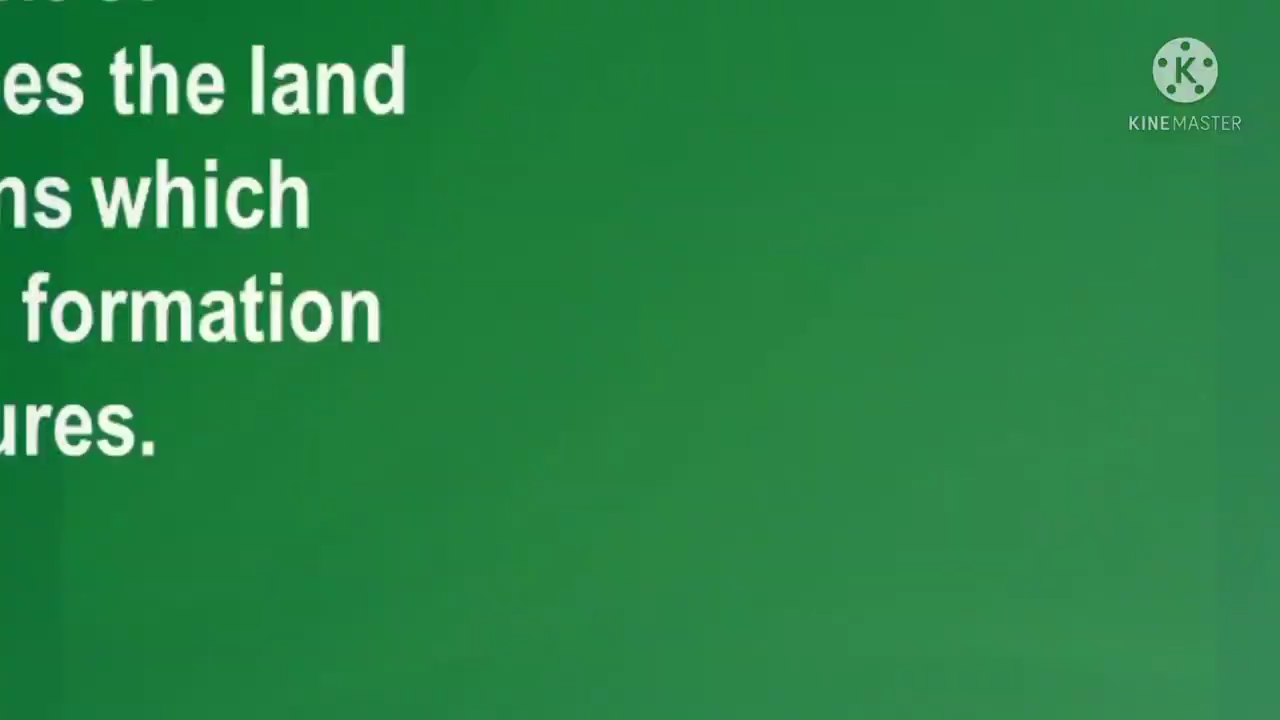 es the land
ns which
formation
ures.
K
KINEMASTER